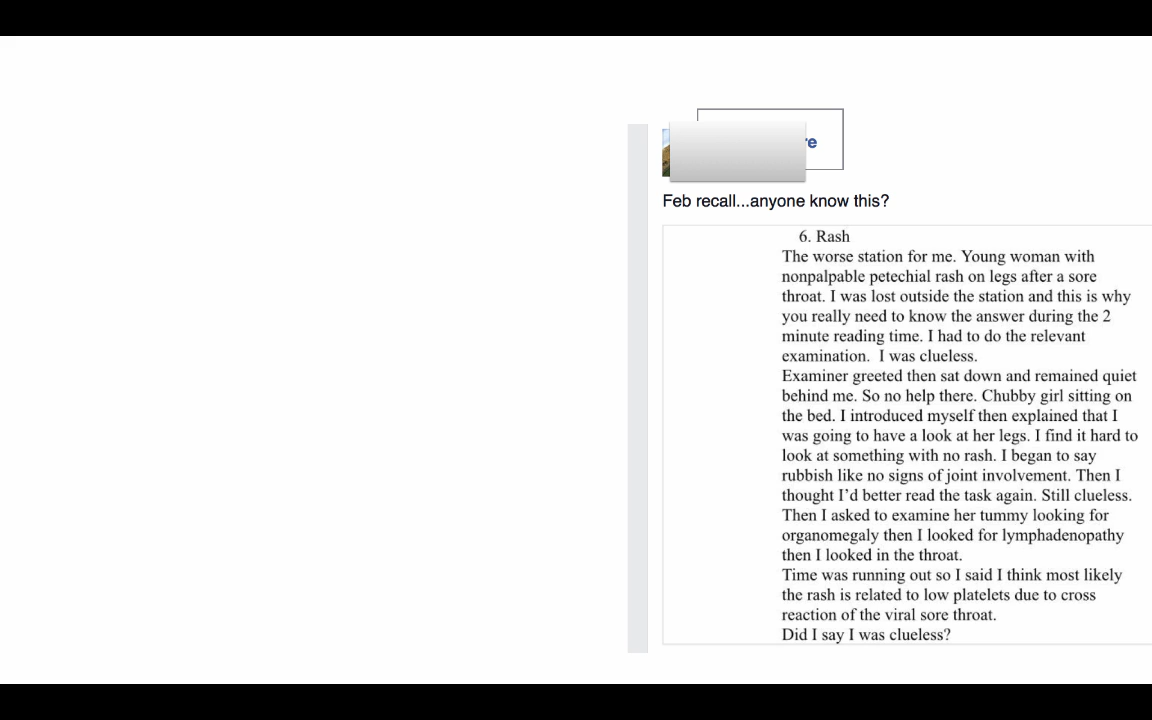 Feb recall...anyone know this?
6. Rash
The worse station for me. Young woman with
nonpalpable petechial rash on legs after a sore
throat. I was lost outside the station and this is why
you really need to know the answer during the 2
minute reading time. I had to do the relevant
examination.  I was clueless.
Examiner greeted then sat down and remained quiet
behind me. So no help there. Chubby girl sitting on
the bed. I introduced myself then explained that I
was going to have a look at her legs. I find it hard to
look at something with no rash. I began to say
rubbish like no signs of joint involvement. Then I
thought I’d better read the task again. Still clueless.
Then I asked to examine her tummy looking for
organomegaly then I looked for lymphadenopathy
then I looked in the throat.
Time was running out so I said I think most likely
the rash is related to low platelets due to cross
reaction of the viral sore throat.
Did I say I was clueless?